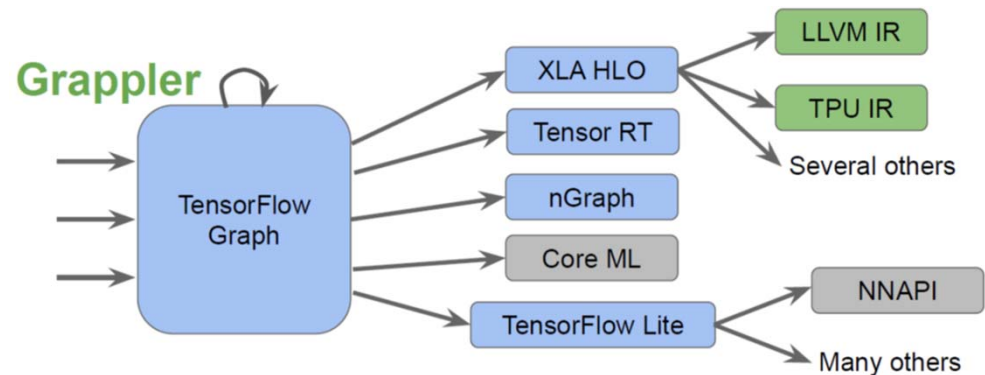 Grappler
TensorFlow
Graph
XLA HLO
Tensor RT
nGraph
Core ML
TensorFlow Lite
LLVM IR
TPU IR
Several others
NNAPI
Many others